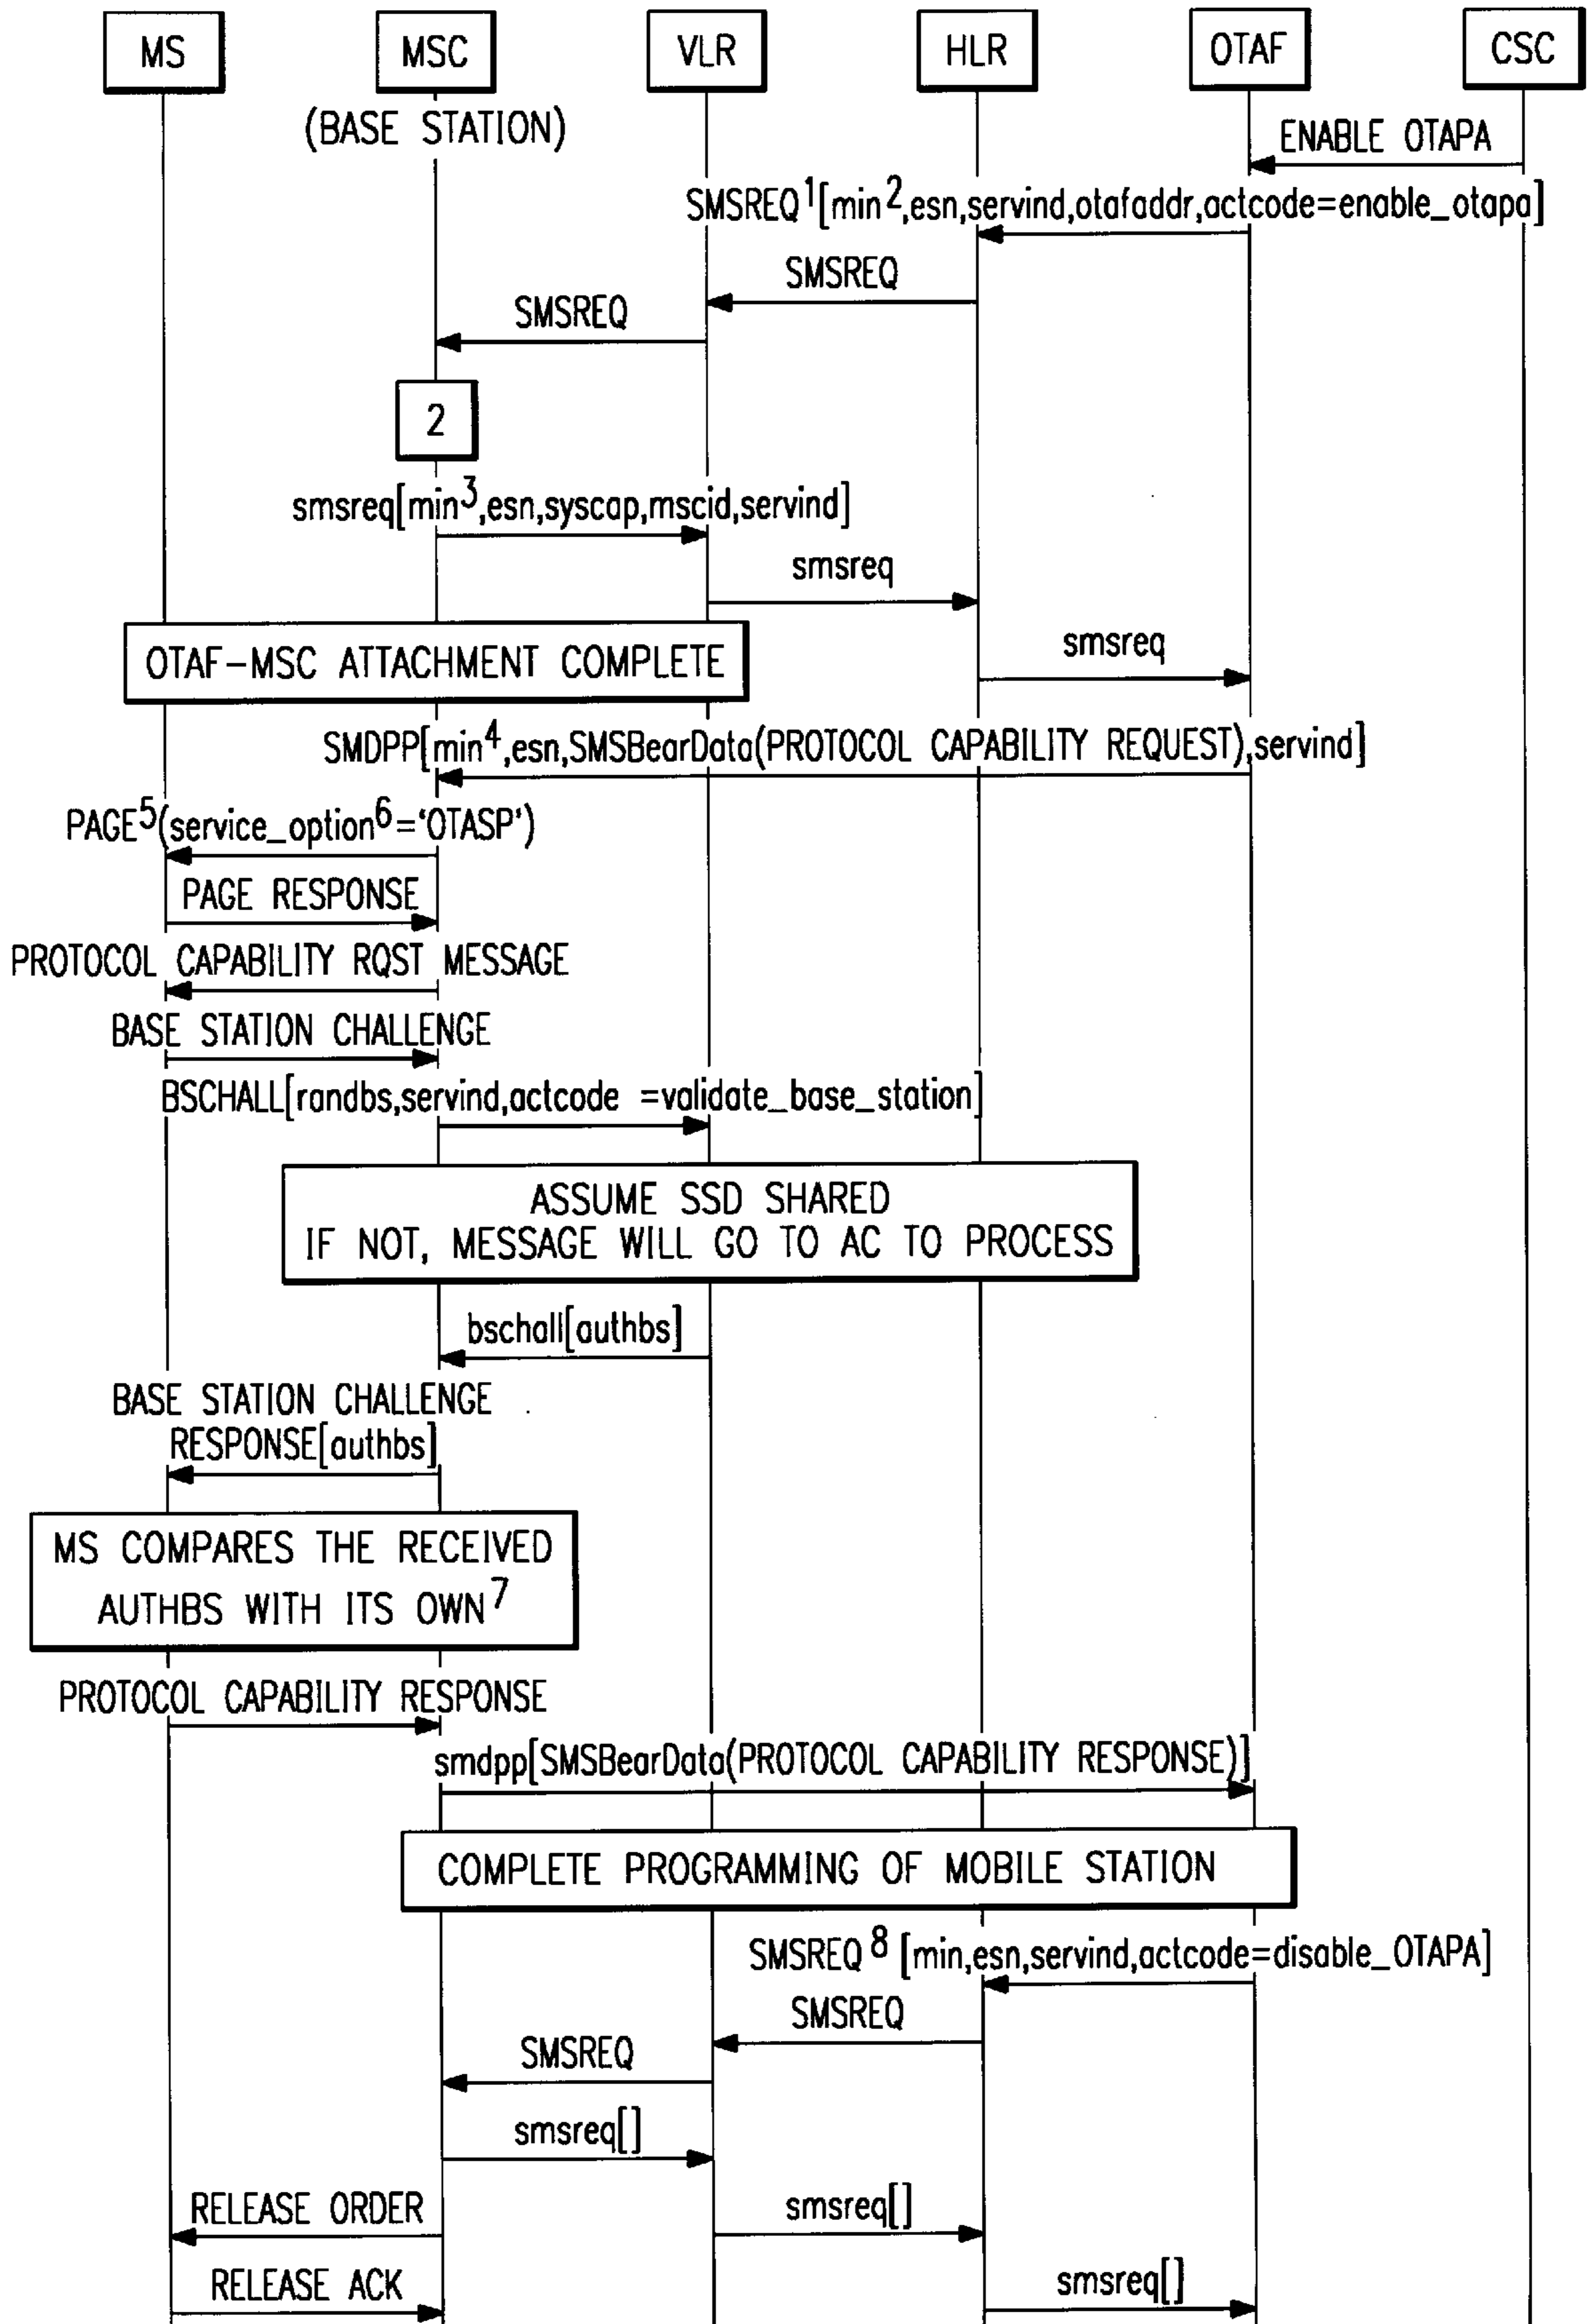 MS MSC VLR HLR OTAF CSC
(BASE STATION)
ENABLE OTAPA
SMSREQ1[min2,esn,servind,otafaddr,actcode=enable_otapa]
SMSREQ
SMSREQ
2
smsreq[min3,esn,syscap,mscid,servind]
smsreq
OTAF-MSC ATTACHMENT COMPLETE
smsreq
SMDPP[min4,esn,SMSBearData(PROTOCOL CAPABILITY REQUEST),servind]
PAGE5(service_option6='OTASP')
PAGE RESPONSE
PROTOCOL CAPABILITY RQST MESSAGE
BASE STATION CHALLENGE
BSCHALL[randbs,servind,actcode =validate_base_station]
ASSUME SSD SHARED
IF NOT, MESSAGE WILL GO TO AC TO PROCESS
bschall[authbs]
BASE STATION CHALLENGE
RESPONSE[authbs]
MS COMPARES THE RECEIVED
AUTHBS WITH ITS OWN7
PROTOCOL CAPABILITY RESPONSE
smdpp[SMSBearData(PROTOCOL CAPABILITY RESPONSE)]
COMPLETE PROGRAMMING OF MOBILE STATION
SMSREQ8 [min,esn,servind,actcode=disable_OTAPA]
SMSREQ
SMSREQ
smsreq[]
RELEASE ORDER
smsreq[]
RELEASE ACK
smsreq[]